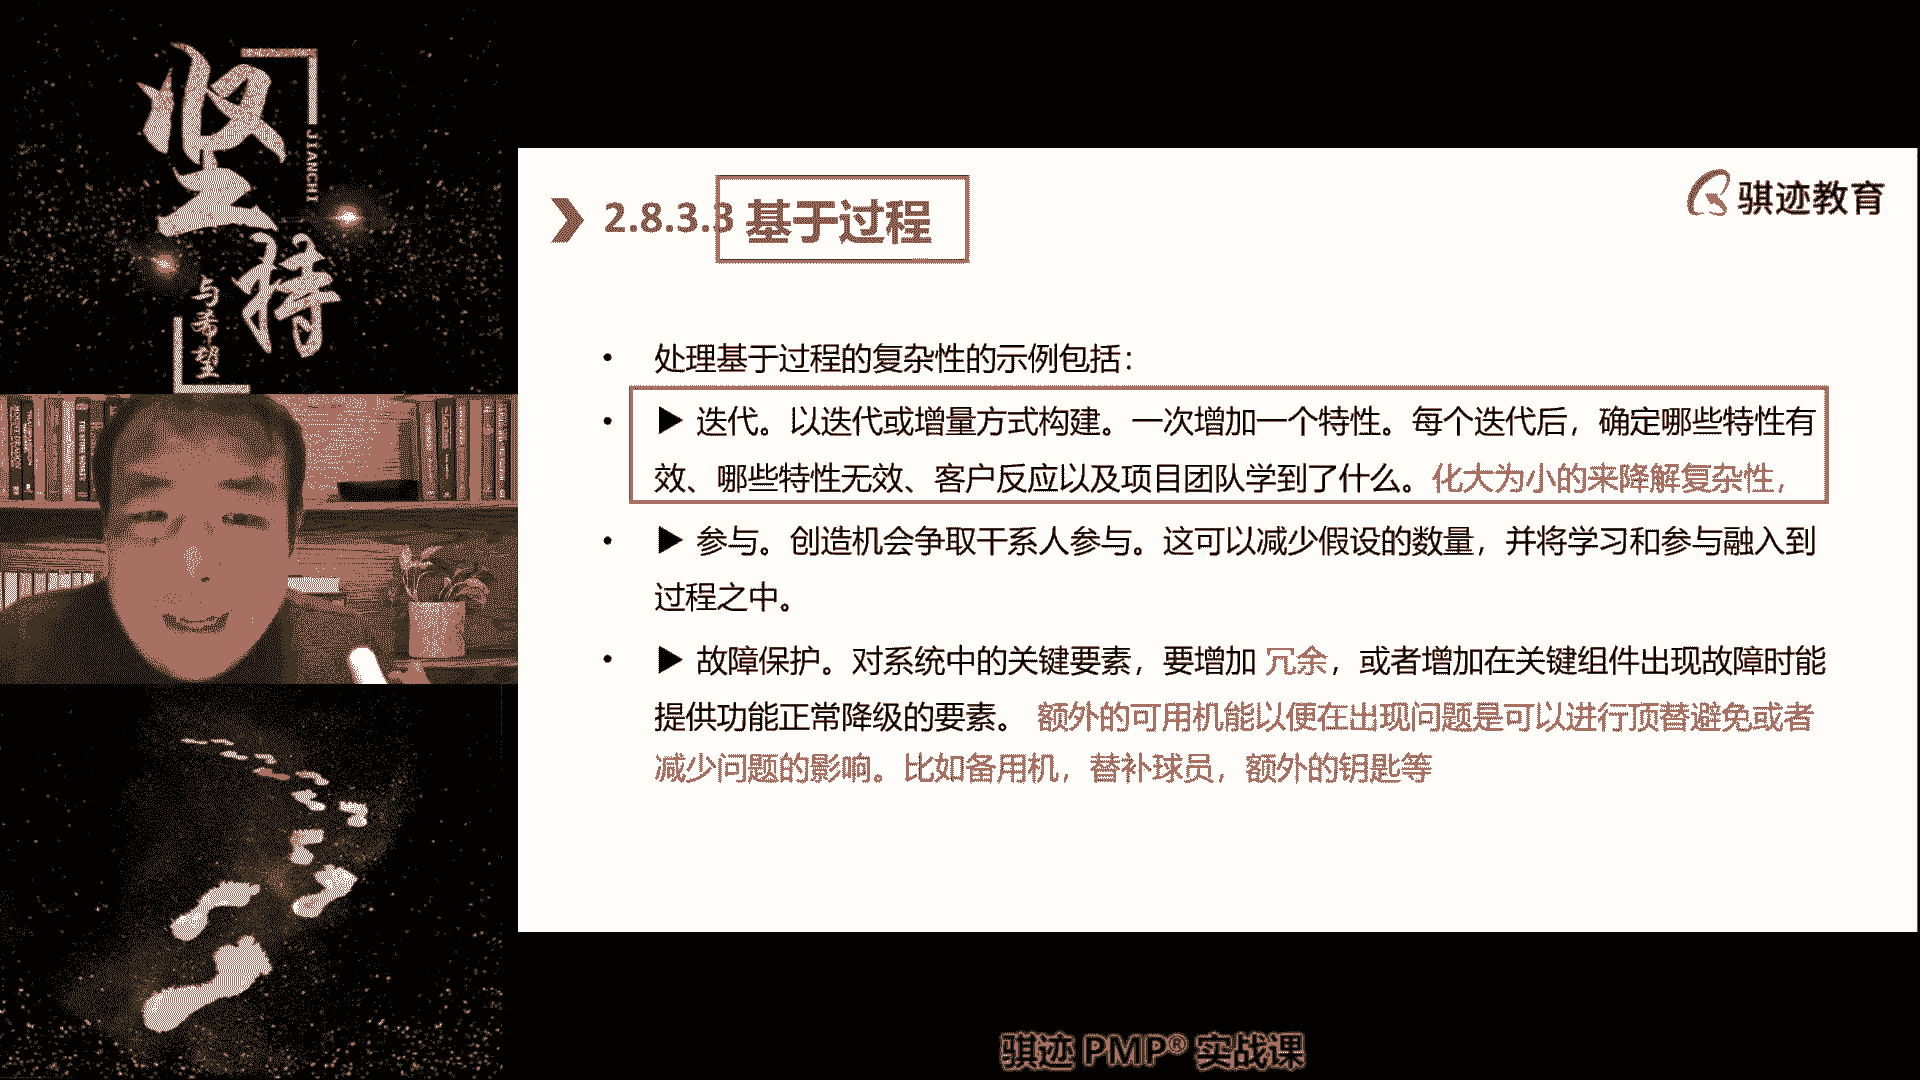 坚持
JIANCHI
与希望
2.8.3.3 基于过程
骐迹教育
• 处理基于过程的复杂性的示例包括：
• ▶ 迭代。以迭代或增量方式构建。一次增加一个特性。每个迭代后，确定哪些特性有
效、哪些特性无效、客户反应以及项目团队学到了什么。化大为小的来降解复杂性，
• ▶ 参与。创造机会争取干系人参与。这可以减少假设的数量，并将学习和参与融入到
过程之中。
• ▶ 故障保护。对系统中的关键要素，要增加 冗余，或者增加在关键组件出现故障时能
提供功能正常降级的要素。 额外的可用机能以便在出现问题是可以进行顶替避免或者
减少问题的影响。比如备用机，替补球员，额外的钥匙等
骐迹 PMP® 实战课